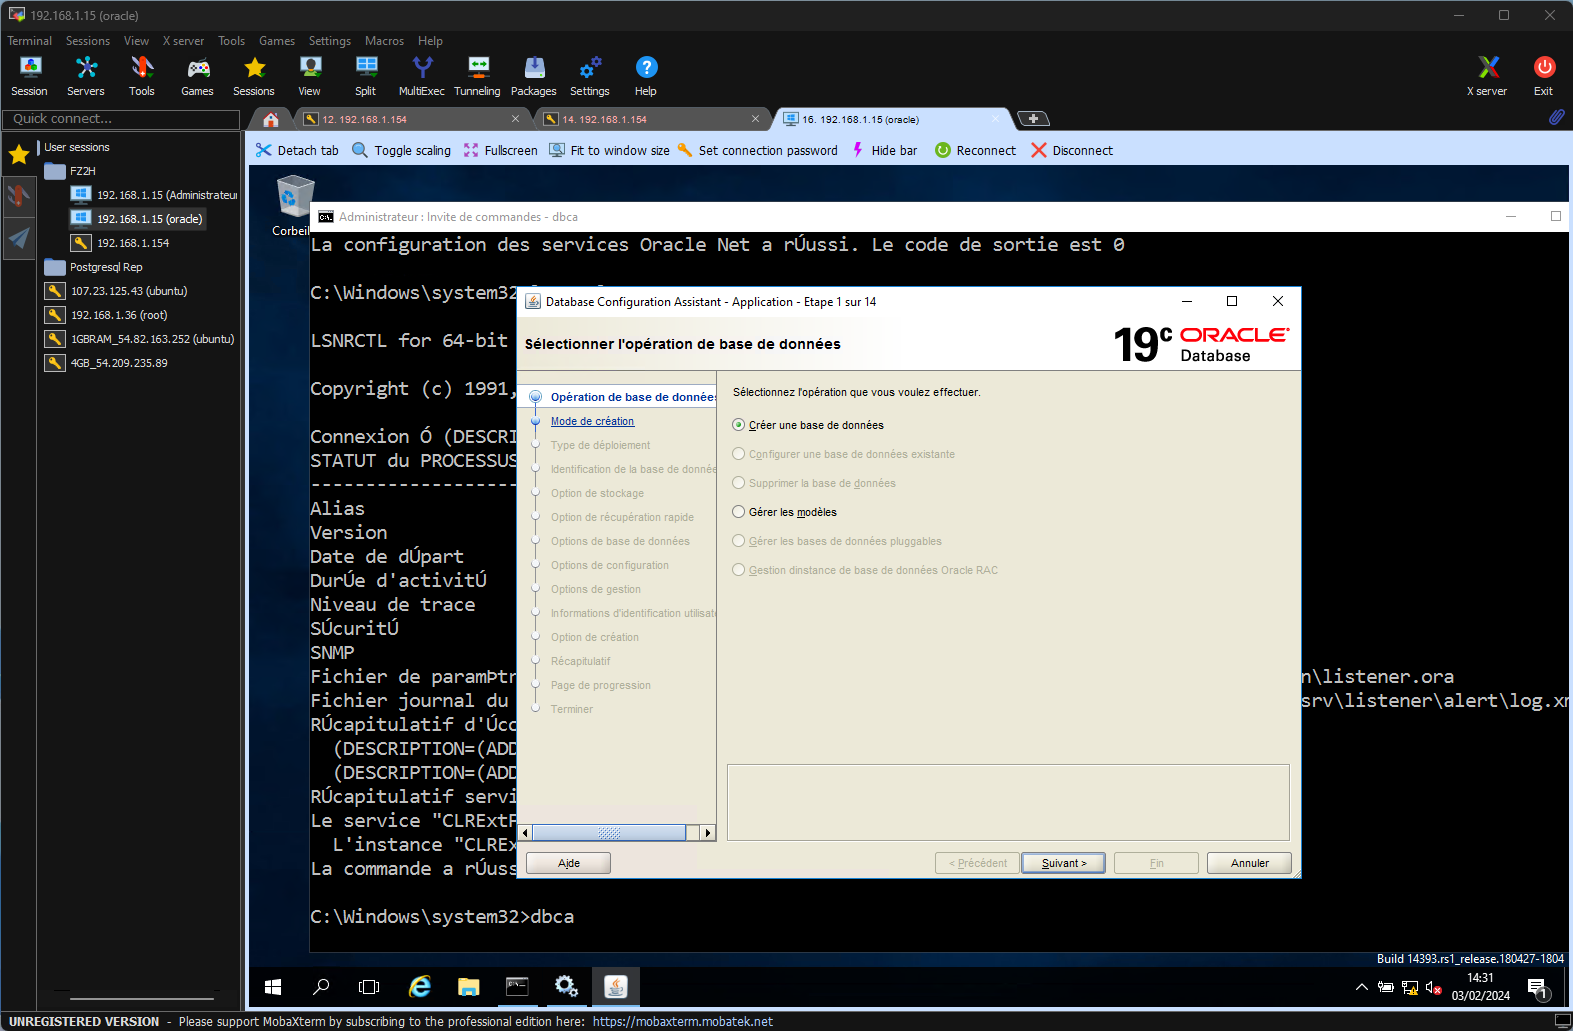 192.168.1.15 (oracle)
Terminal Sessions View X server Tools Games Settings Macros Help
Session Servers Tools Games Sessions View Split MultiExec Tunneling Packages Settings Help X server Exit
Quick connect...
12. 192.168.1.154
14. 192.168.1.154
16. 192.168.1.15 (oracle)
Detach tab Toggle scaling Fullscreen Fit to window size Set connection password Hide bar Reconnect Disconnect
User sessions
FZ2H
192.168.1.15 (Administrateur
192.168.1.15 (oracle)
192.168.1.154
Postgresql Rep
107.23.125.43 (ubuntu)
192.168.1.36 (root)
1GBRAM_54.82.163.252 (ubuntu)
4GB_54.209.235.89
Corbeil
Administrateur : Invite de commandes - dbca
La configuration des services Oracle Net a rÚussi. Le code de sortie est 0
C:\Windows\system32
LSNRCTL for 64-bit
Copyright (c) 1991,
Connexion Ó (DESCRI
STATUT du PROCESSUS
-------------------
Alias
Version
Date de dÚpart
DurÚe d'activitÚ
Niveau de trace
SÚcuritÚ
SNMP
Fichier de paramÞtr n\listener.ora
Fichier journal du srv\listener\alert\log.xm
RÚcapitulatif d'Úco
(DESCRIPTION=(ADD
(DESCRIPTION=(ADD
RÚcapitulatif servi
Le service "CLRExtP
L'instance "CLREx
La commande a rÚuss
C:\Windows\system32>dbca
Database Configuration Assistant - Application - Etape 1 sur 14
Sélectionner l'opération de base de données
19c ORACLE
Database
Opération de base de données
Mode de création
Type de déploiement
Identification de la base de donnée
Option de stockage
Option de récupération rapide
Options de base de données
Options de configuration
Options de gestion
Informations d'identification utilisate
Option de création
Récapitulatif
Page de progression
Terminer
Sélectionnez l'opération que vous voulez effectuer.
Créer une base de données
Configurer une base de données existante
Supprimer la base de données
Gérer les modèles
Gérer les bases de données pluggables
Gestion dinstance de base de données Oracle RAC
Aide
< Précédent Suivant > Fin Annuler
Build 14393.rs1_release.180427-1804
14:31
03/02/2024
1
UNREGISTERED VERSION - Please support MobaXterm by subscribing to the professional edition here: https://mobaxterm.mobatek.net